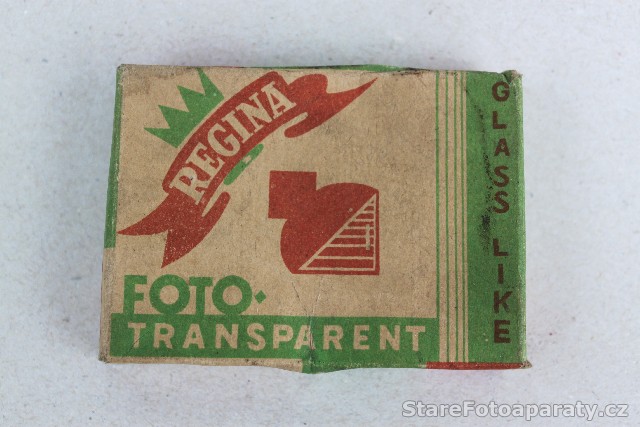 REGINA
FOTO-
TRANSPARENT
GLASS LIKE
StareFotoaparaty.cz